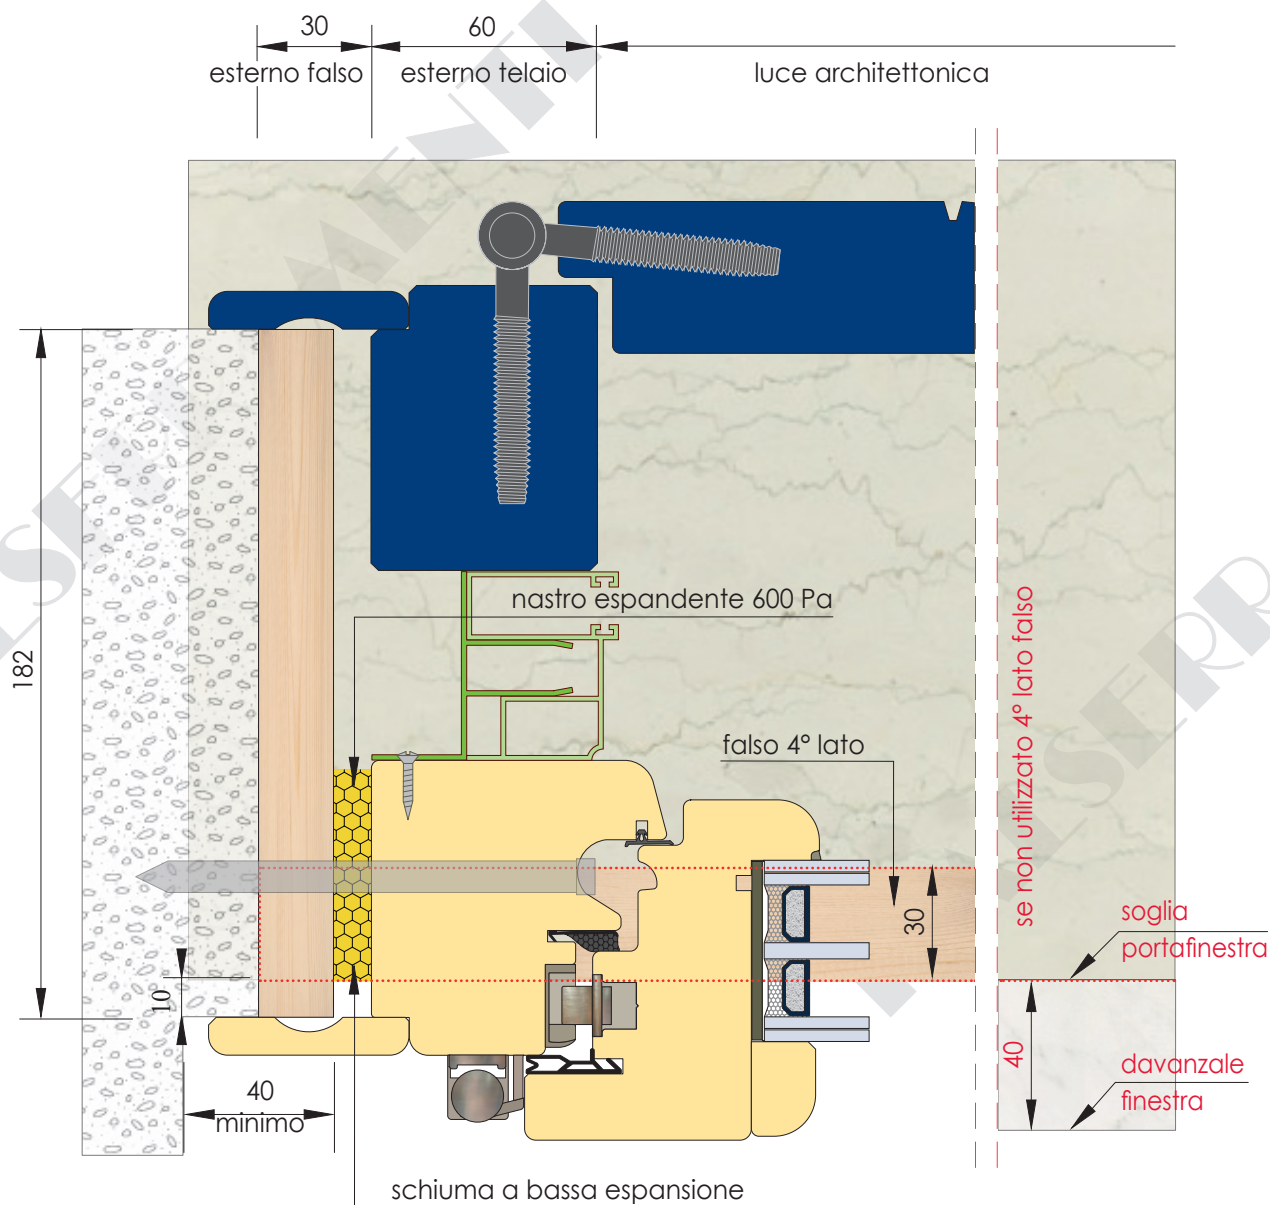 30
60
esterno falso
esterno telaio
luce architettonica
nastro espandente 600 Pa
182
falso 4° lato
se non utilizzato 4° lato falso
30
soglia
portafinestra
10
40
40
minimo
davanzale
finestra
schiuma a bassa espansione